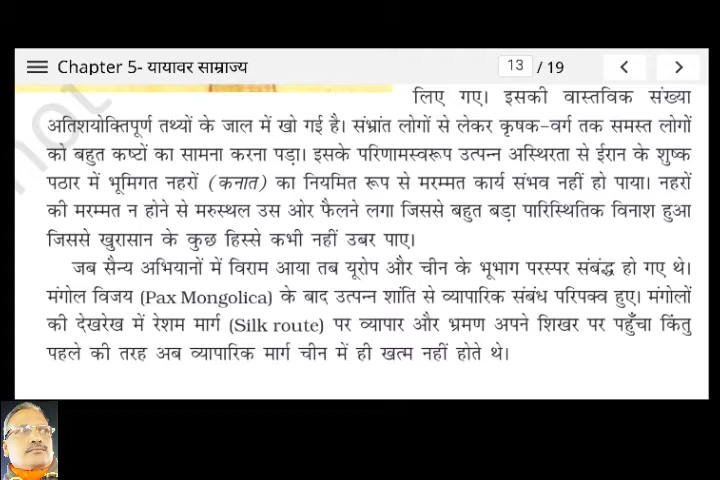 Chapter 5- यायावर साम्राज्य
13 / 19
लिए गए। इसकी वास्तविक संख्या
अतिशयोक्तिपूर्ण तथ्यों के जाल में खो गई है। संभ्रांत लोगों से लेकर कृषक-वर्ग तक समस्त लोगों
को बहुत कष्टों का सामना करना पड़ा। इसके परिणामस्वरूप उत्पन्न अस्थिरता से ईरान के शुष्क
पठार में भूमिगत नहरों (कनात) का नियमित रूप से मरम्मत कार्य संभव नहीं हो पाया। नहरों
की मरम्मत न होने से मरुस्थल उस ओर फैलने लगा जिससे बहुत बड़ा पारिस्थितिक विनाश हुआ
जिससे खुरासान के कुछ हिस्से कभी नहीं उबर पाए।
जब सैन्य अभियानों में विराम आया तब यूरोप और चीन के भूभाग परस्पर संबंद्ध हो गए थे।
मंगोल विजय (Pax Mongolica) के बाद उत्पन्न शांति से व्यापारिक संबंध परिपक्व हुए। मंगोलों
की देखरेख में रेशम मार्ग (Silk route) पर व्यापार और भ्रमण अपने शिखर पर पहुँचा किंतु
पहले की तरह अब व्यापारिक मार्ग चीन में ही खत्म नहीं होते थे।
not